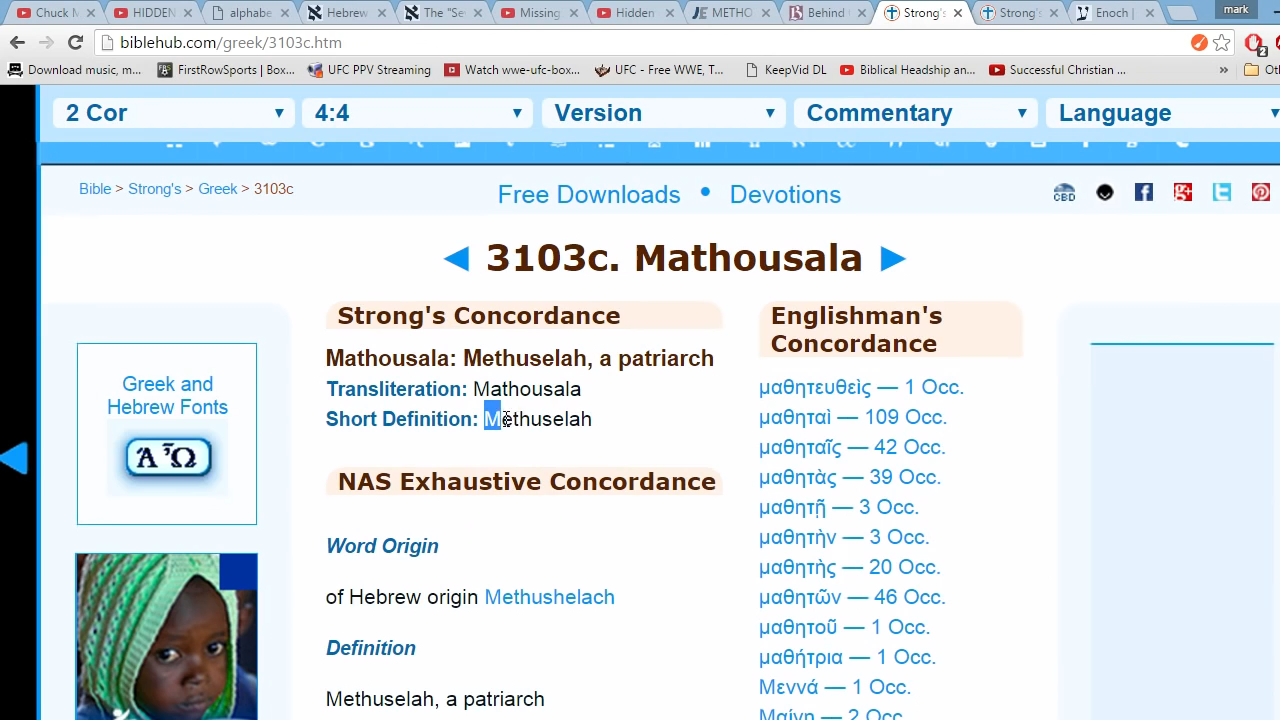 Chuck M
HIDDEN
alphabe
Hebrew
The "Se
Missing
Hidden
METHO
Behind
Strong's
Strong's
Enoch |
mark
biblehub.com/greek/3103c.htm
2
Download music, m...
FirstRowSports | Box...
UFC PPV Streaming
Watch wwe-ufc-box...
UFC - Free WWE, T...
KeepVid DL
Biblical Headship an...
Successful Christian ...
»
2 Cor
4:4
Version
Commentary
Language
Bible > Strong's > Greek > 3103c
Free Downloads • Devotions
CBD
◄ 3103c. Mathousala ►
Strong's Concordance
Mathousala: Methuselah, a patriarch
Transliteration: Mathousala
Short Definition: Methuselah
NAS Exhaustive Concordance
Word Origin
of Hebrew origin Methushelach
Definition
Methuselah, a patriarch
Englishman's
Concordance
μαθητευθεὶς — 1 Occ.
μαθηταὶ — 109 Occ.
μαθηταῖς — 42 Occ.
μαθητὰς — 39 Occ.
μαθητῇ — 3 Occ.
μαθητὴν — 3 Occ.
μαθητὴς — 20 Occ.
μαθητῶν — 46 Occ.
μαθητοῦ — 1 Occ.
μαθήτρια — 1 Occ.
Μεννά — 1 Occ.
Greek and
Hebrew Fonts